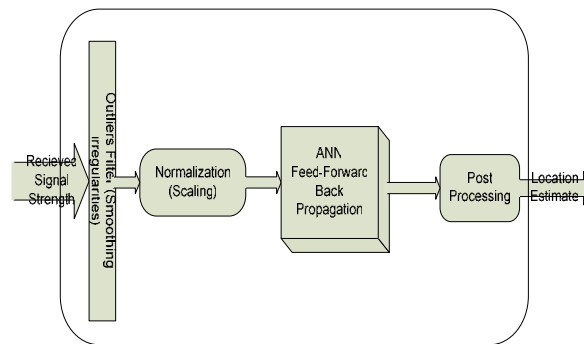 Recieved
Signal
Strength
Outliers Filter (Smoothing
irregularities)
Normalization
(Scaling)
ANN
Feed-Forward
Back
Propagation
Post
Processing
Location
Estimate